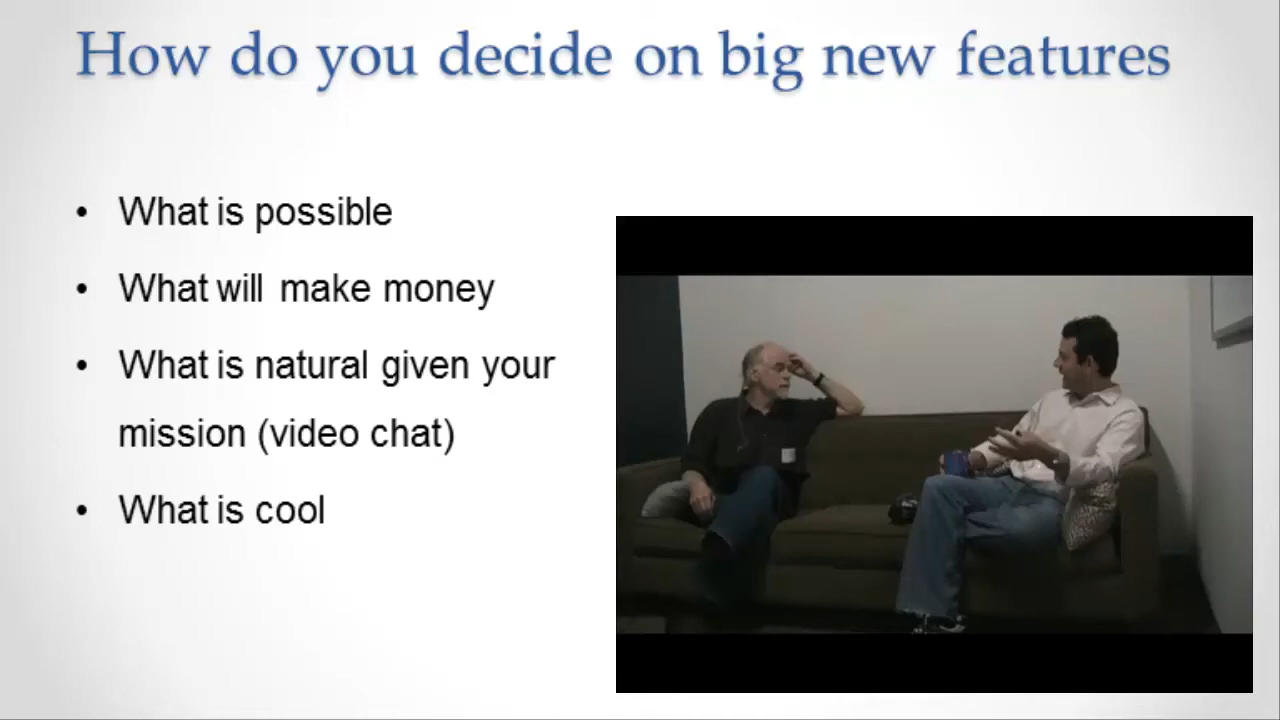 How do you decide on big new features
• What is possible
• What will make money
• What is natural given your
mission (video chat)
• What is cool